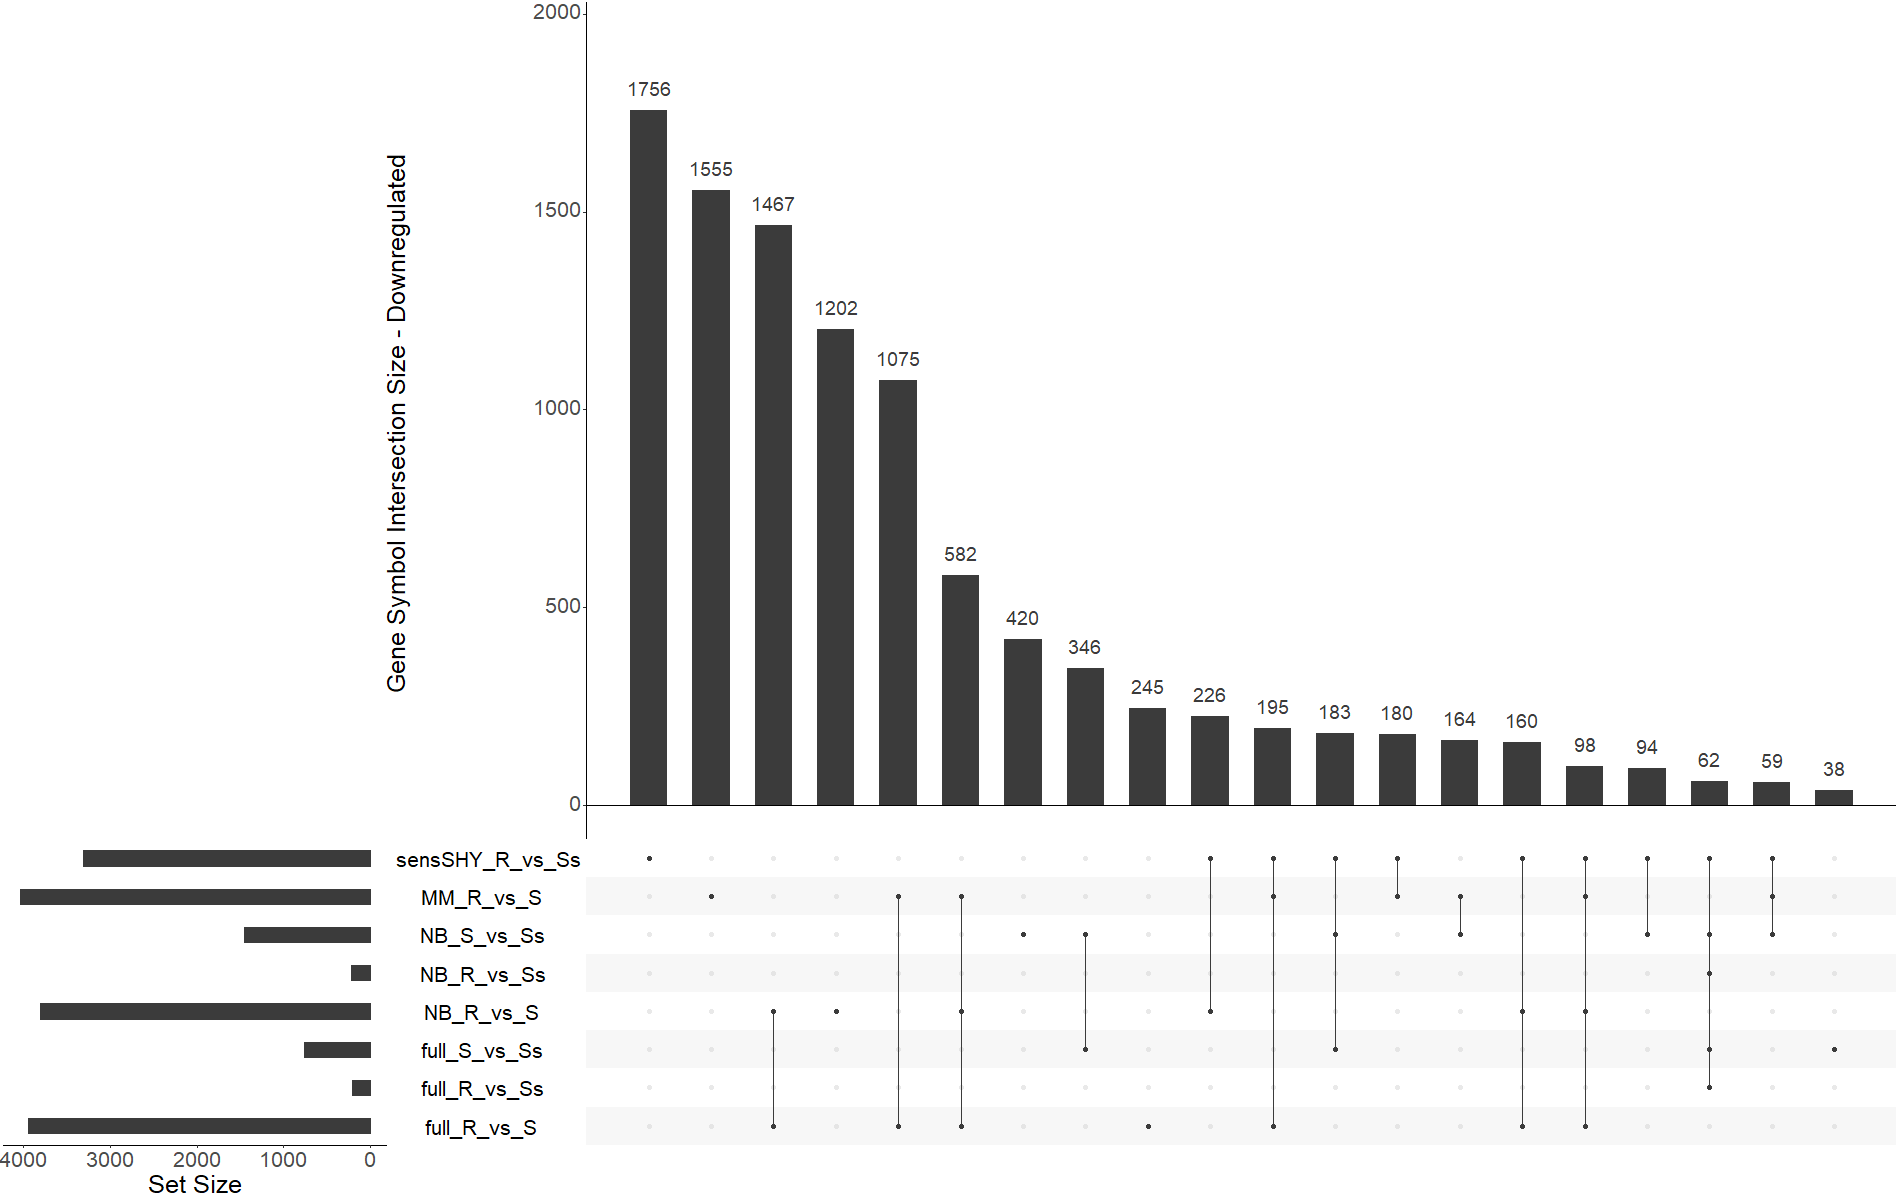 2000
1500
1000
500
0
Gene Symbol Intersection Size - Downregulated
1756
1555
1467
1202
1075
582
420
346
245
226
195
183
180
164
160
98
94
62
59
38
sensSHY_R_vs_Ss
MM_R_vs_S
NB_S_vs_Ss
NB_R_vs_Ss
NB_R_vs_S
full_S_vs_Ss
full_R_vs_Ss
full_R_vs_S
4000 3000 2000 1000 0
Set Size